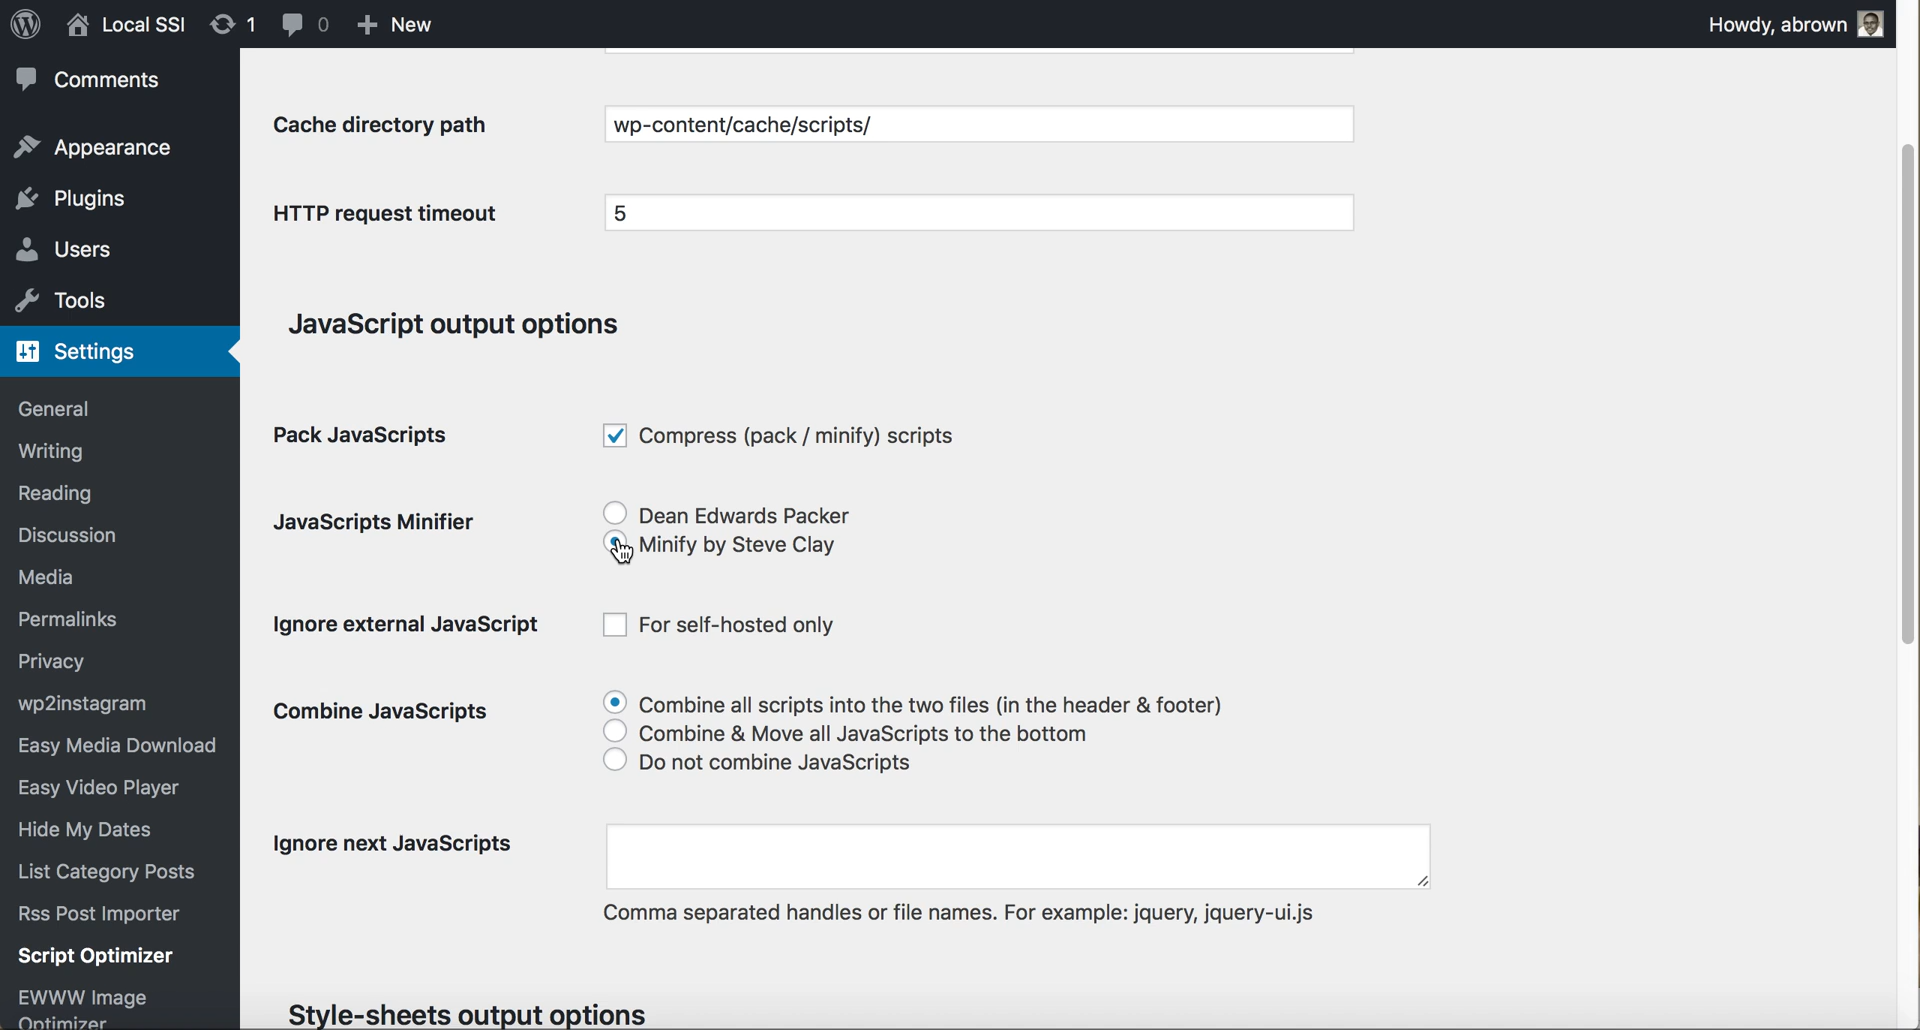 Local SSI 1 0 New Howdy, abrown
Comments
Appearance
Plugins
Users
Tools
Settings
General
Writing
Reading
Discussion
Media
Permalinks
Privacy
wp2instagram
Easy Media Download
Easy Video Player
Hide My Dates
List Category Posts
Rss Post Importer
Script Optimizer
EWWW Image
Optimizer
Cache directory path wp-content/cache/scripts/
HTTP request timeout 5
JavaScript output options
Pack JavaScripts Compress (pack / minify) scripts
JavaScripts Minifier Dean Edwards Packer
Minify by Steve Clay
Ignore external JavaScript For self-hosted only
Combine JavaScripts Combine all scripts into the two files (in the header & footer)
Combine & Move all JavaScripts to the bottom
Do not combine JavaScripts
Ignore next JavaScripts
Comma separated handles or file names. For example: jquery, jquery-ui.js
Style-sheets output options